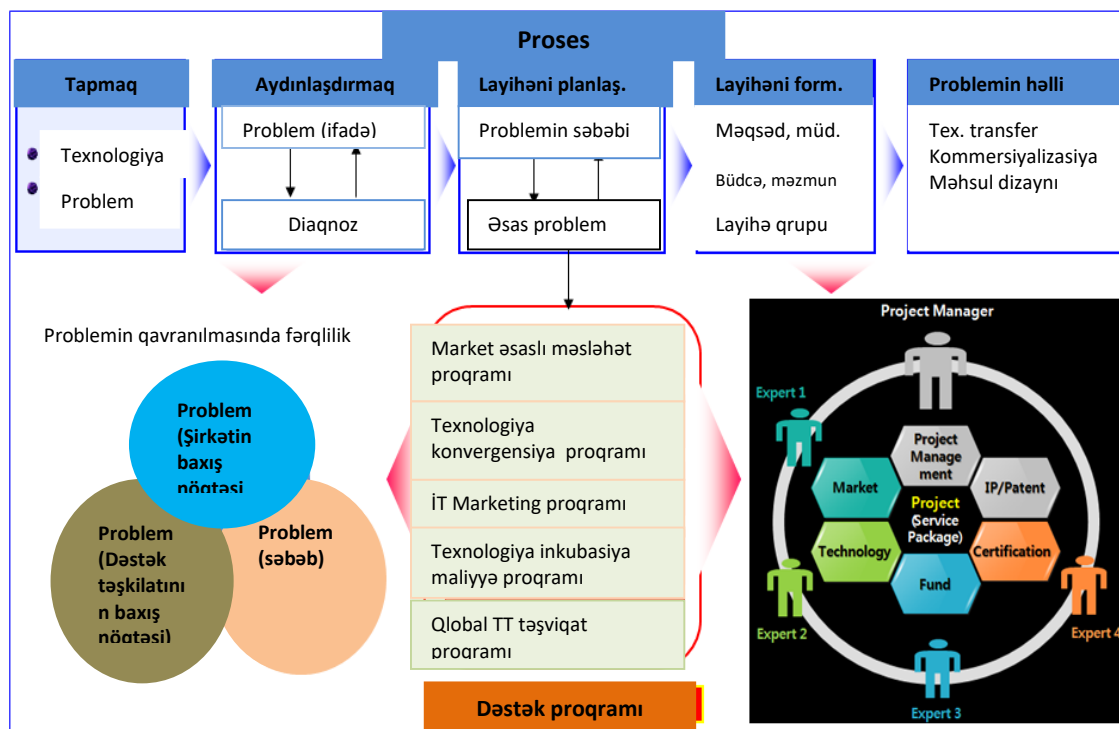 Proses
Tapmaq
Texnologiya
Problem
Aydınlaşdırmaq
Problem (ifadə)
Diaqnoz
Layihəni planlaş.
Problemin səbəbi
Əsas problem
Layihəni form.
Məqsəd, müd.
Büdcə, məzmun
Layihə qrupu
Problemin həlli
Tex. transfer
Kommersiyalizasiya
Məhsul dizaynı
Problemin qavranılmasında fərqlilik
Problem
(Şirkətin
baxış
nöqtəsi
Problem
(Dəstək
təşkilatını
n baxış
nöqtəsi)
Problem
(səbəb)
Market əsaslı məsləhət
proqramı
Texnologiya
konvergensiya proqramı
İT Marketing proqramı
Texnologiya inkubasiya
maliyyə proqramı
Qlobal TT təşviqat
proqramı
Dəstək proqramı
Project Manager
Expert 1
Project
Manage
ment
Market
IP/Patent
Project
(Service
Package)
Technology
Certification
Fund
Expert 2
Expert 4
Expert 3